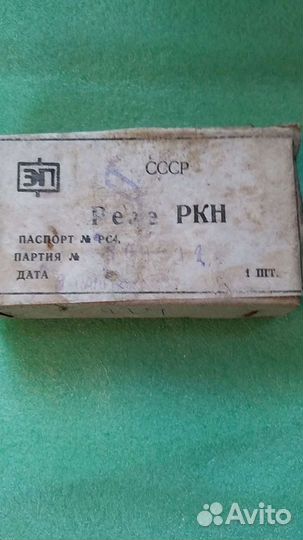 ЭП
СССР
Реле РКН
ПАСПОРТ № РС4.
ПАРТИЯ №
ДАТА
1 ШТ.
Avito